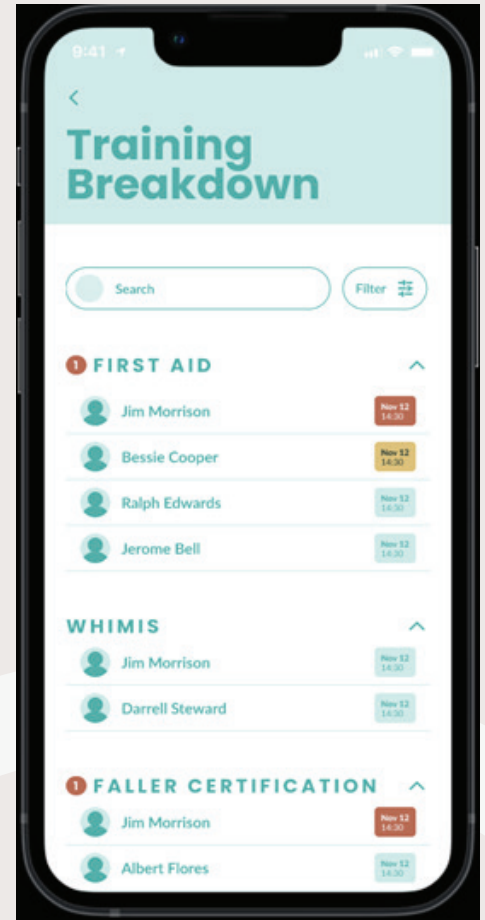 9:41
Training
Breakdown
Search
Filter
1 FIRST AID
Jim Morrison
Nov 12
14:30
Bessie Cooper
Nov 12
14:30
Ralph Edwards
Nov 12
14:30
Jerome Bell
Nov 12
14:30
WHIMIS
Jim Morrison
Nov 12
14:30
Darrell Steward
Nov 12
14:30
1 FALLER CERTIFICATION
Jim Morrison
Nov 12
14:30
Albert Flores
Nov 12
14:30